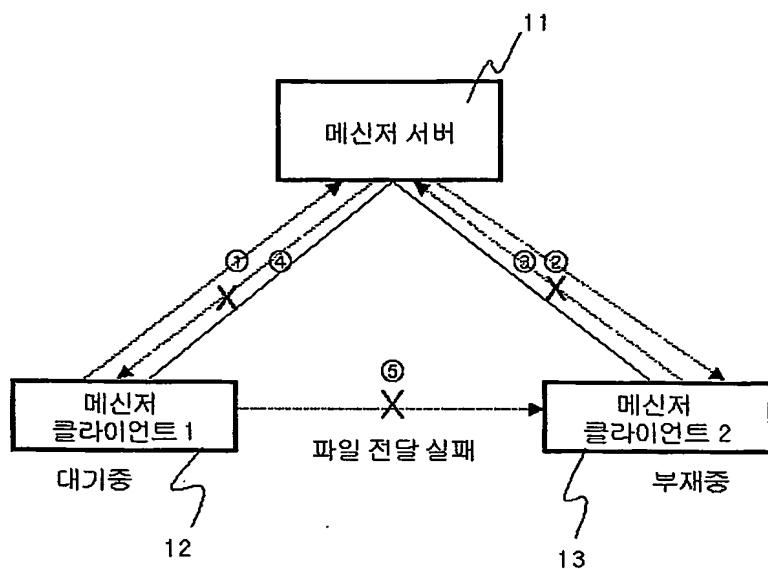 11
메신저 서버
① ④
③ ②
⑤
메신저
클라이언트 1
메신저
클라이언트 2
파일 전달 실패
대기중
부재중
12
13